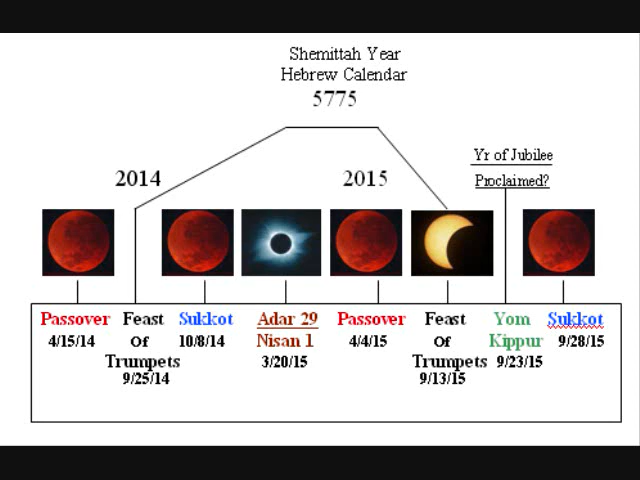 Shemittah Year
Hebrew Calendar
5775
Yr of Jubilee
Proclaimed?
2014
2015
Passover
4/15/14
Feast
Of
Trumpets
9/25/14
Sukkot
10/8/14
Adar 29
Nisan 1
3/20/15
Passover
4/4/15
Feast
Of
Trumpets
9/13/15
Yom
Kippur
9/23/15
Sukkot
9/28/15